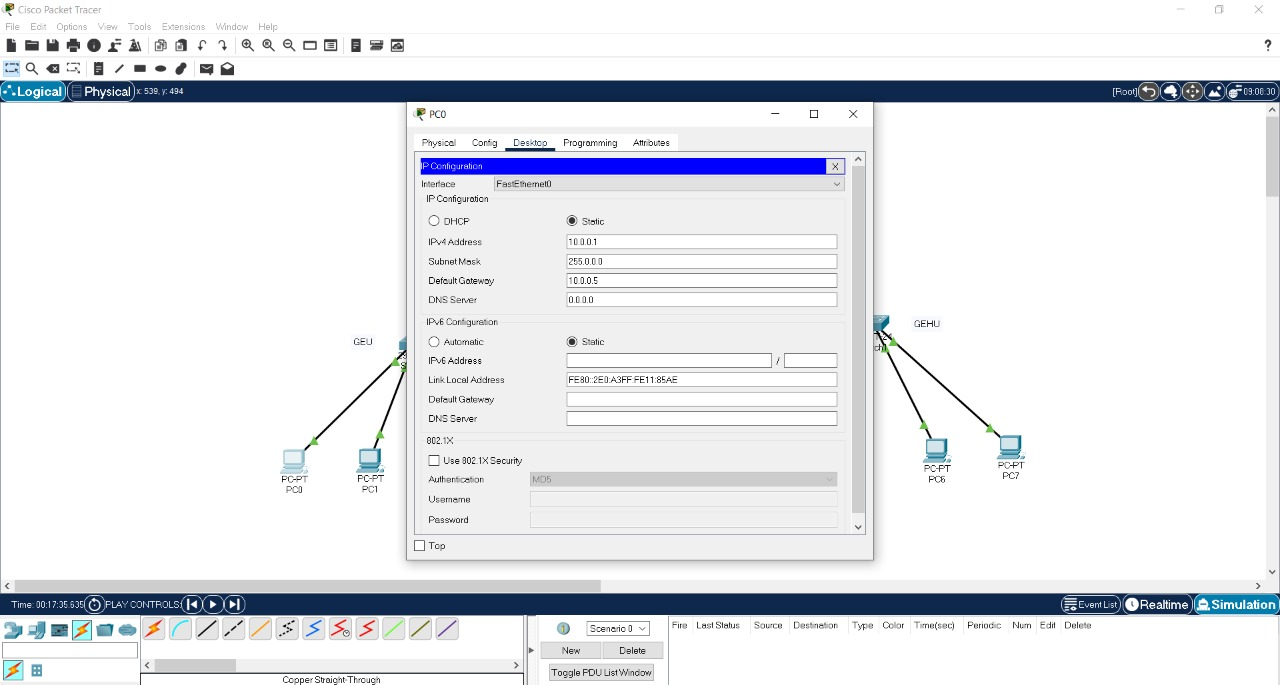 Cisco Packet Tracer
File Edit Options View Tools Extensions Window Help
?
Logical Physical x: 539, y: 494 [Root] 09:08:30
PC0
Physical Config Desktop Programming Attributes
IP Configuration X
Interface FastEthernet0
IP Configuration
DHCP Static
IPv4 Address 10.0.0.1
Subnet Mask 255.0.0.0
Default Gateway 10.0.0.5
DNS Server 0.0.0.0
IPv6 Configuration
Automatic Static
IPv6 Address /
Link Local Address FE80::2E0:A3FF:FE11:85AE
Default Gateway
DNS Server
802.1X
Use 802.1X Security
Authentication MD5
Username
Password
Top
GEU
GEHU
PC-PT
PC0
PC-PT
PC1
PC-PT
PC6
PC-PT
PC7
Time: 00:17:35.635 PLAY CONTROLS: Event List Realtime Simulation
Scenario 0
New Delete
Toggle PDU List Window
Fire Last Status Source Destination Type Color Time(sec) Periodic Num Edit Delete
Copper Straight-Through